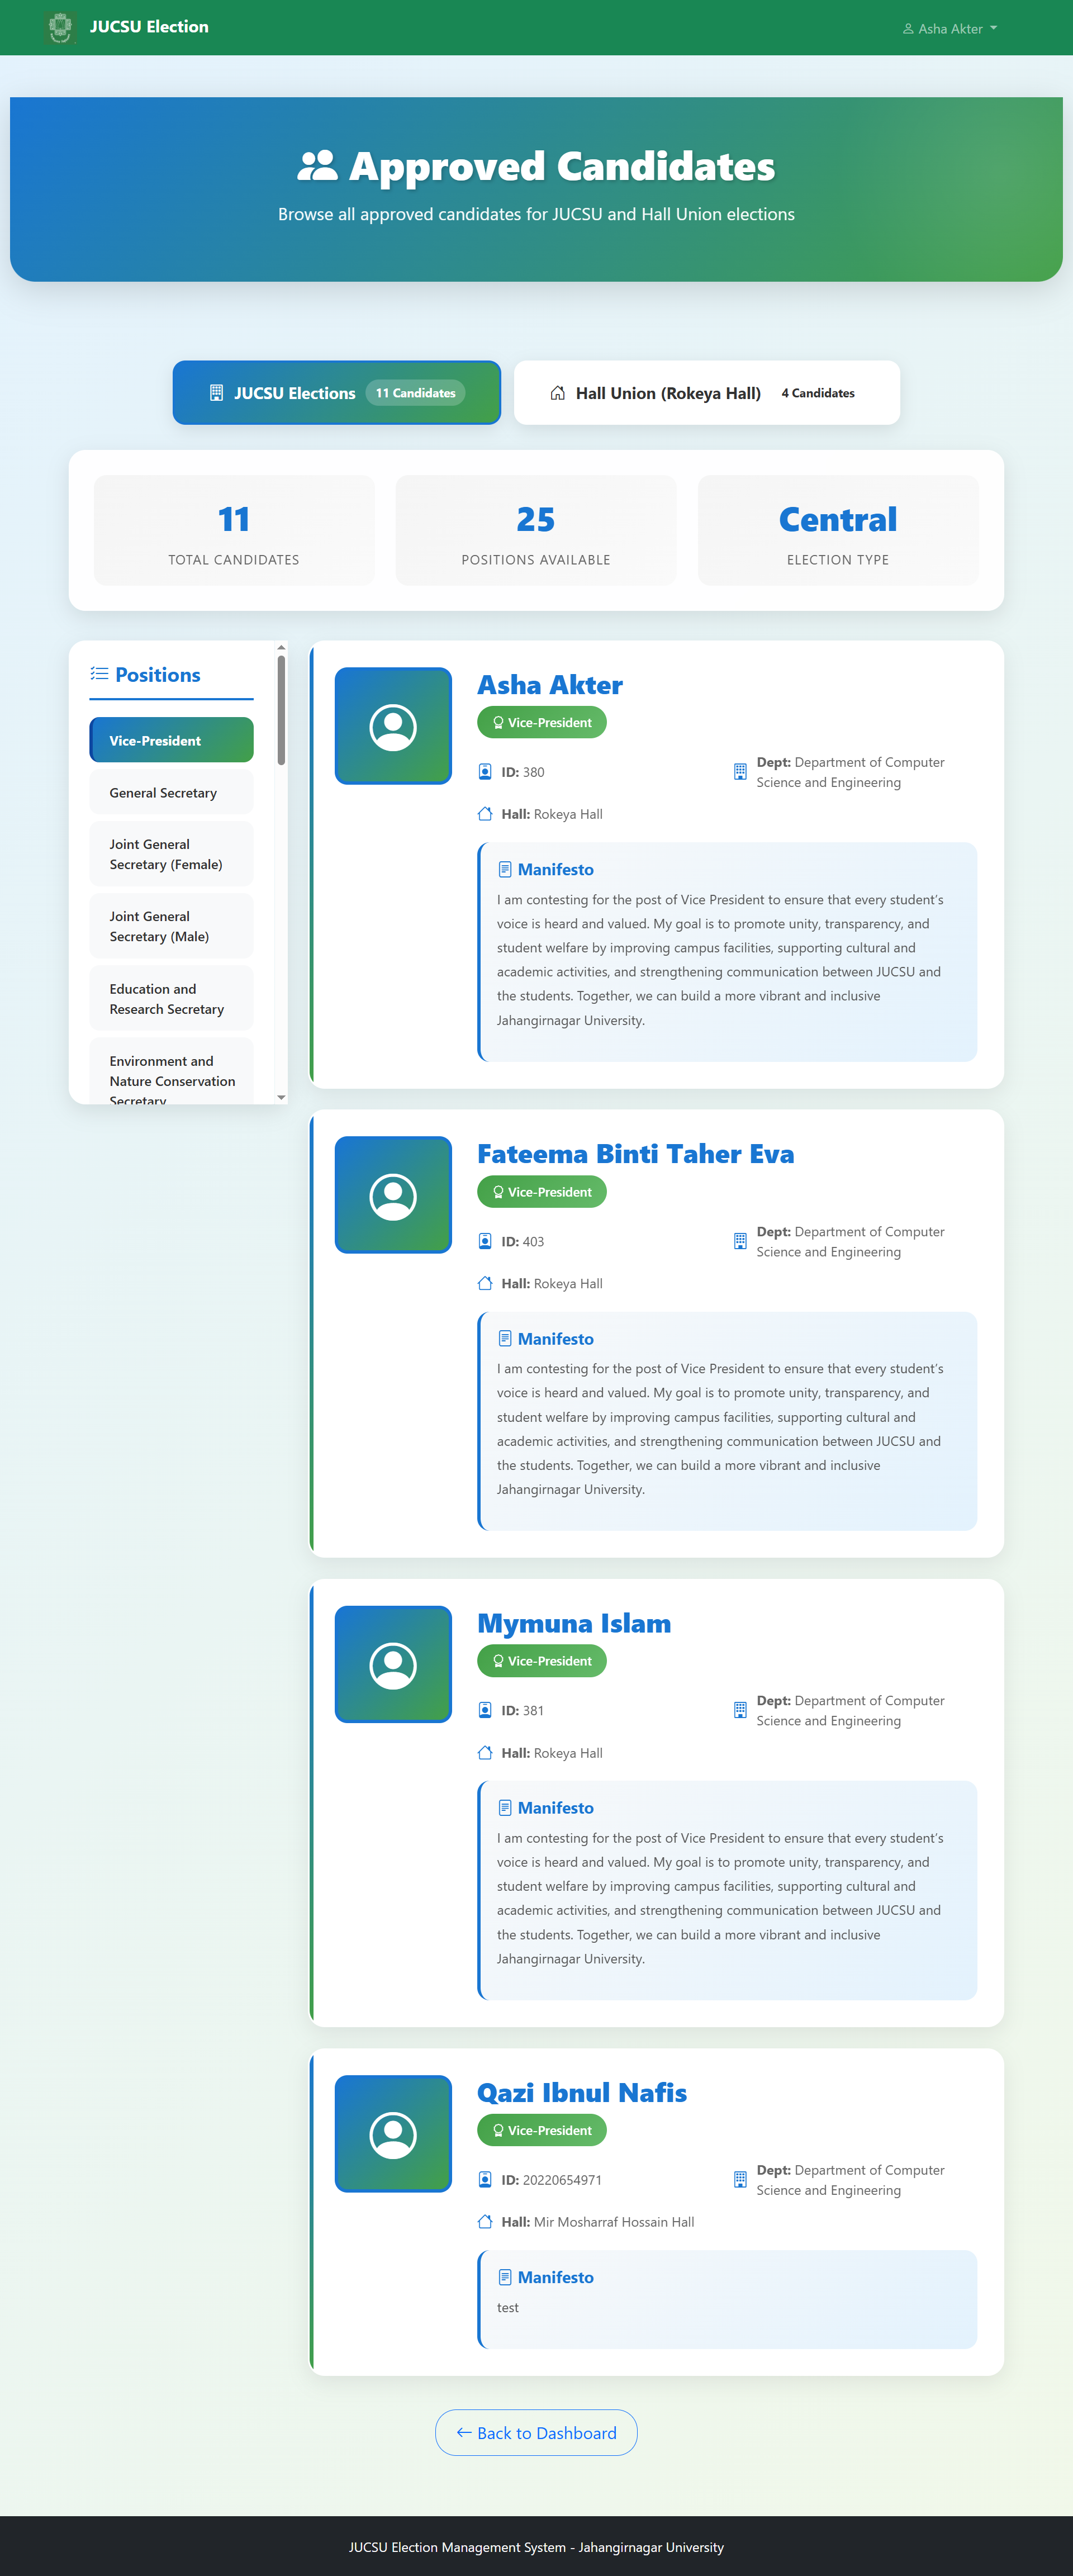 JUCSU Election
Asha Akter
Approved Candidates
Browse all approved candidates for JUCSU and Hall Union elections
JUCSU Elections 11 Candidates
Hall Union (Rokeya Hall) 4 Candidates
11
TOTAL CANDIDATES
25
POSITIONS AVAILABLE
Central
ELECTION TYPE
Positions
Vice-President
General Secretary
Joint General
Secretary (Female)
Joint General
Secretary (Male)
Education and
Research Secretary
Environment and
Nature Conservation
Secretary
Asha Akter
Vice-President
ID: 380
Dept: Department of Computer
Science and Engineering
Hall: Rokeya Hall
Manifesto
I am contesting for the post of Vice President to ensure that every student's
voice is heard and valued. My goal is to promote unity, transparency, and
student welfare by improving campus facilities, supporting cultural and
academic activities, and strengthening communication between JUCSU and
the students. Together, we can build a more vibrant and inclusive
Jahangirnagar University.
Fateema Binti Taher Eva
Vice-President
ID: 403
Dept: Department of Computer
Science and Engineering
Hall: Rokeya Hall
Manifesto
I am contesting for the post of Vice President to ensure that every student's
voice is heard and valued. My goal is to promote unity, transparency, and
student welfare by improving campus facilities, supporting cultural and
academic activities, and strengthening communication between JUCSU and
the students. Together, we can build a more vibrant and inclusive
Jahangirnagar University.
Mymuna Islam
Vice-President
ID: 381
Dept: Department of Computer
Science and Engineering
Hall: Rokeya Hall
Manifesto
I am contesting for the post of Vice President to ensure that every student's
voice is heard and valued. My goal is to promote unity, transparency, and
student welfare by improving campus facilities, supporting cultural and
academic activities, and strengthening communication between JUCSU and
the students. Together, we can build a more vibrant and inclusive
Jahangirnagar University.
Qazi Ibnul Nafis
Vice-President
ID: 20220654971
Dept: Department of Computer
Science and Engineering
Hall: Mir Mosharraf Hossain Hall
Manifesto
test
Back to Dashboard
JUCSU Election Management System - Jahangirnagar University